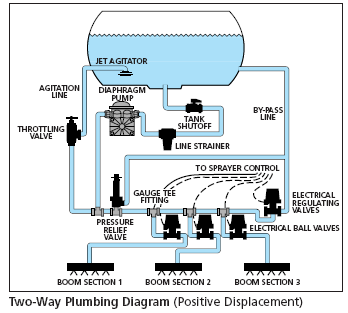 JET AGITATOR
AGITATION
LINE
DIAPHRAGM
PUMP
TANK
SHUTOFF
BY-PASS
LINE
THROTTLING
VALVE
LINE STRAINER
TO SPRAYER CONTROL
GAUGE TEE
FITTING
ELECTRICAL
REGULATING
VALVES
PRESSURE
RELIEF
VALVE
ELECTRICAL BALL VALVES
BOOM SECTION 1
BOOM SECTION 2
BOOM SECTION 3
Two-Way Plumbing Diagram (Positive Displacement)